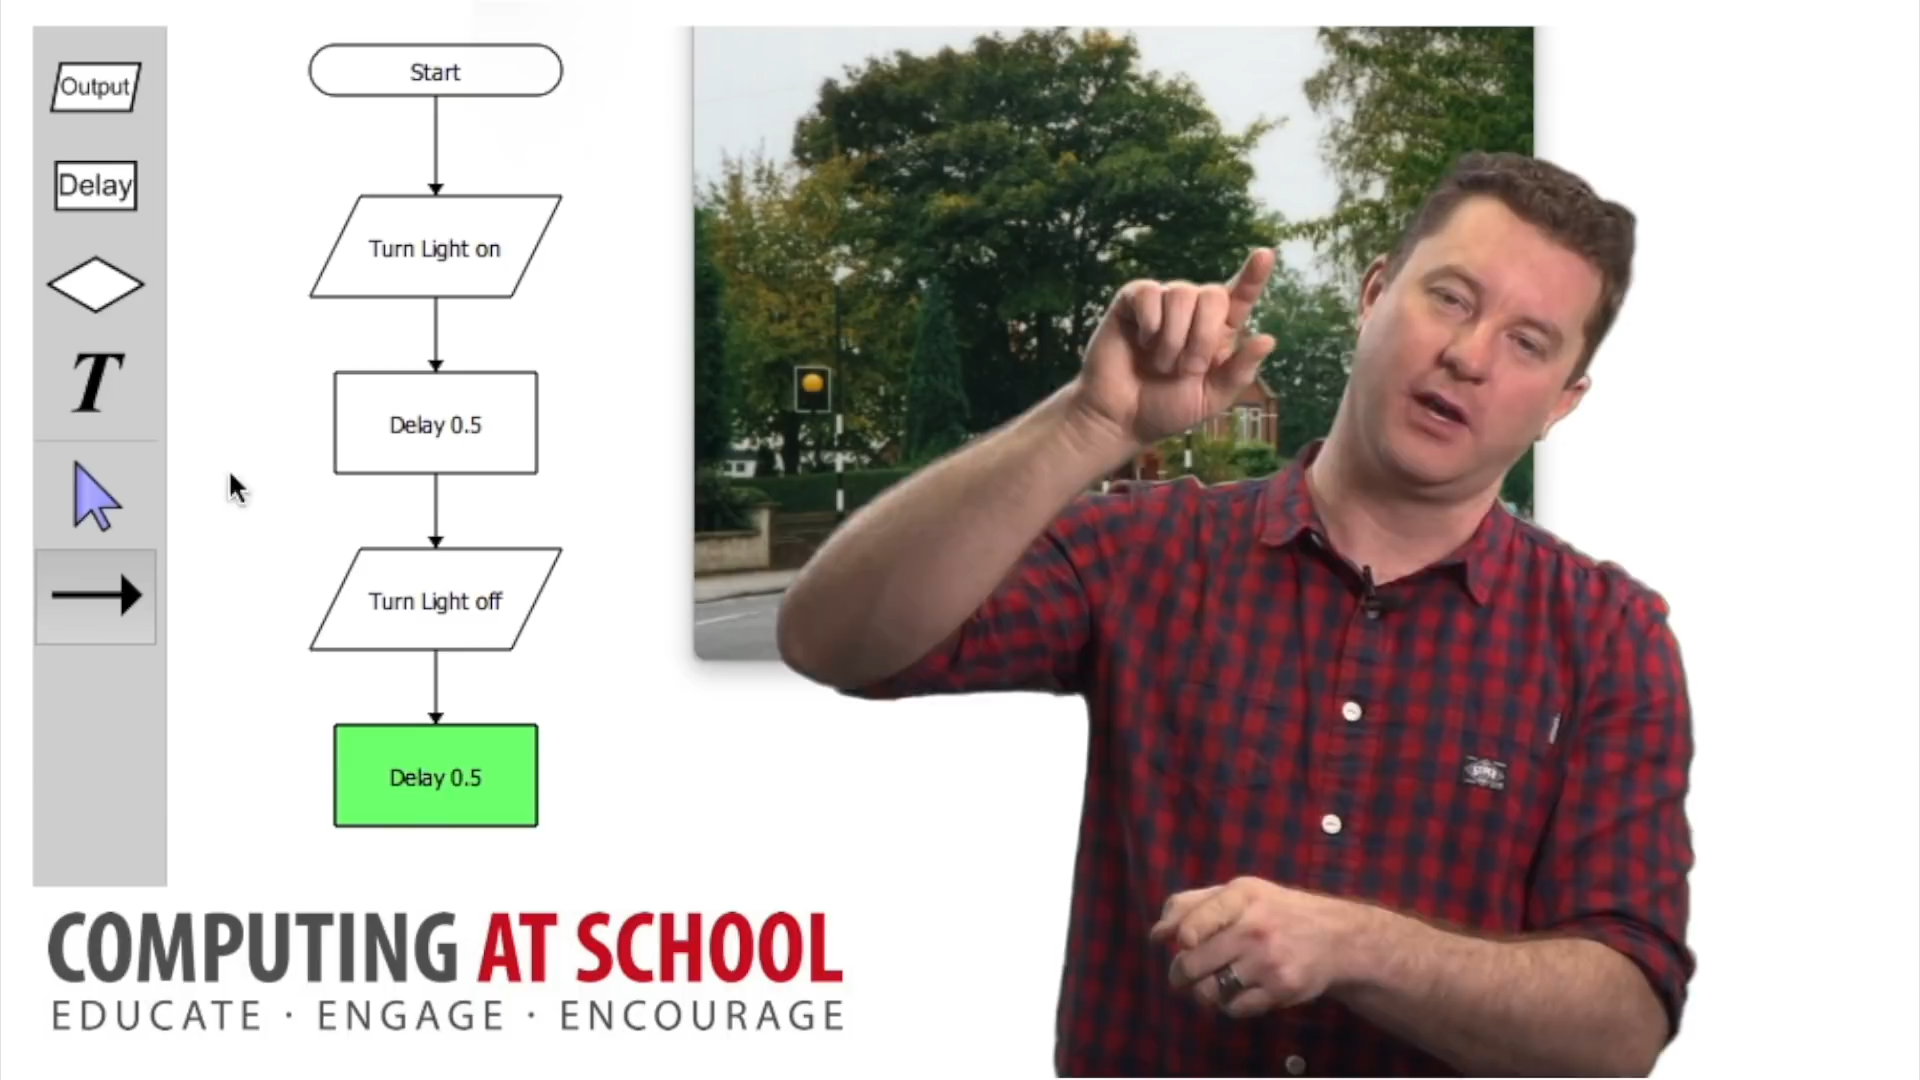 Output
Delay
T
Start
Turn Light on
Delay 0.5
Turn Light off
Delay 0.5
COMPUTING AT SCHOOL
EDUCATE · ENGAGE · ENCOURAGE